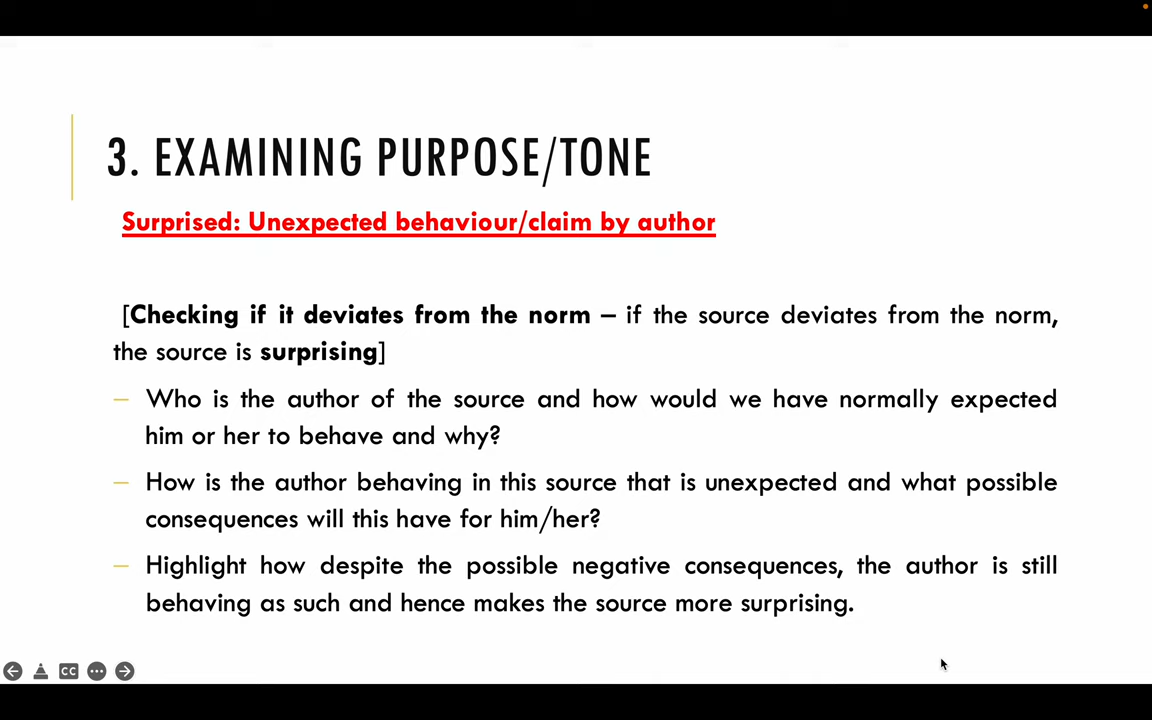 3. EXAMINING PURPOSE/TONE
Surprised: Unexpected behaviour/claim by author
[Checking if it deviates from the norm – if the source deviates from the norm,
the source is surprising]
– Who is the author of the source and how would we have normally expected
him or her to behave and why?
– How is the author behaving in this source that is unexpected and what possible
consequences will this have for him/her?
– Highlight how despite the possible negative consequences, the author is still
behaving as such and hence makes the source more surprising.
CC